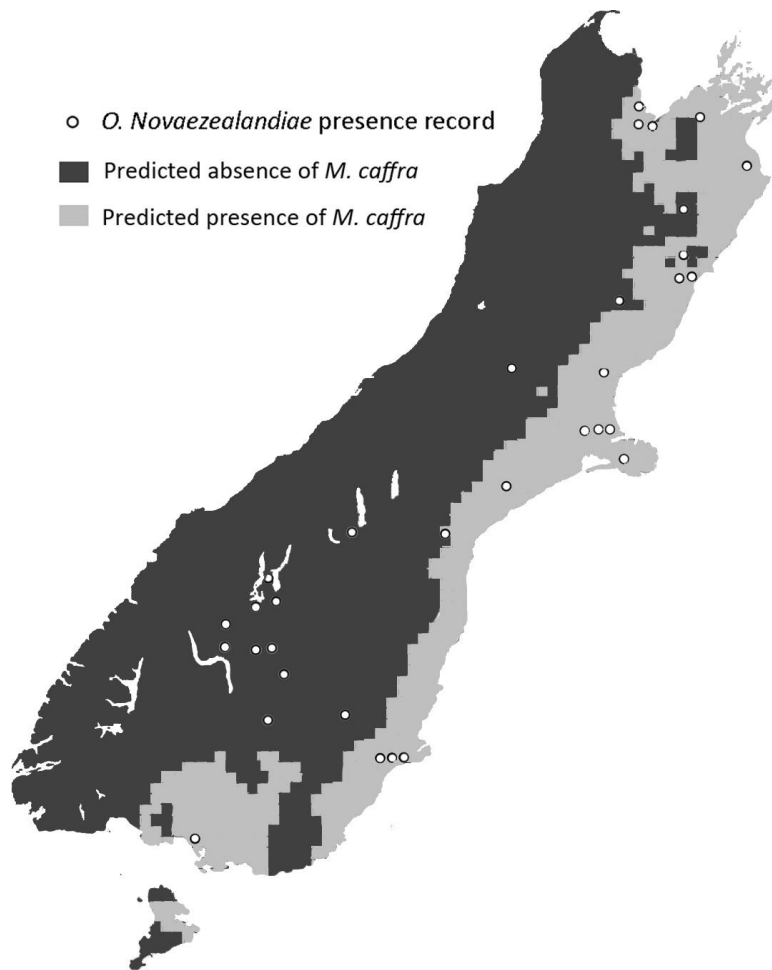 O. Novaezealandiae presence record
Predicted absence of M. caffra
Predicted presence of M. caffra